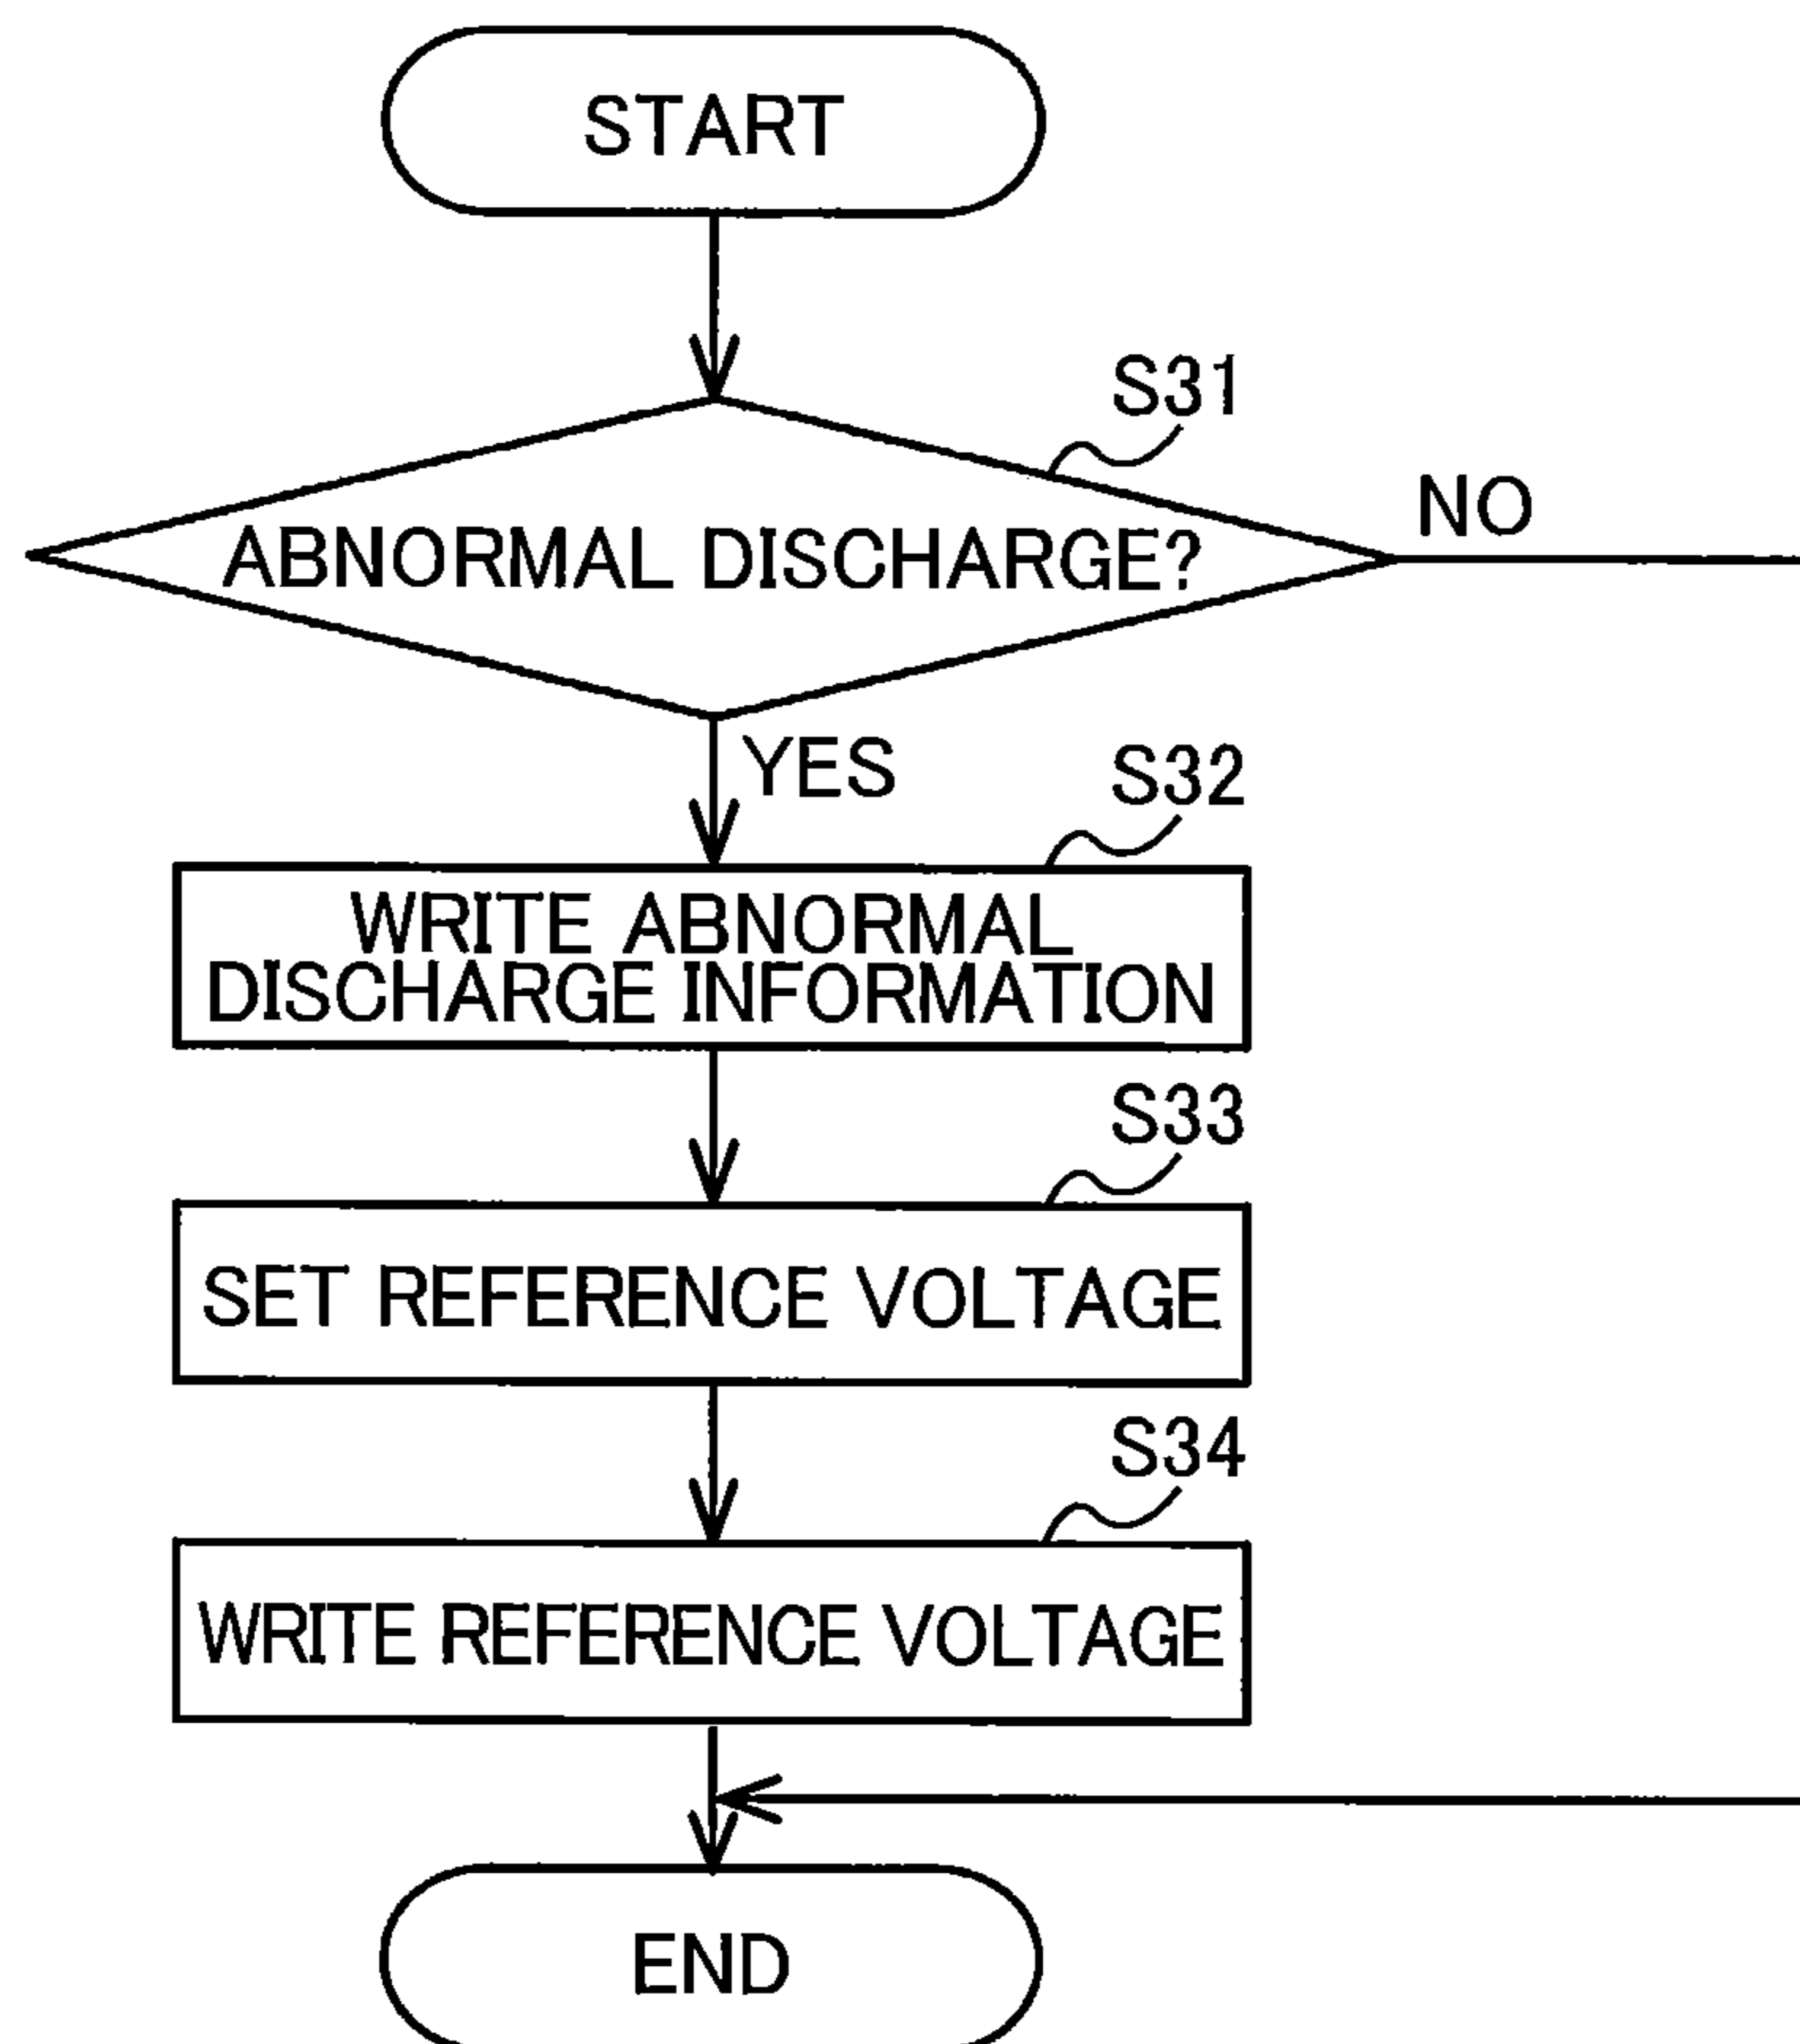 START
S31
NO
ABNORMAL DISCHARGE?
YES
S32
WRITE ABNORMAL
DISCHARGE INFORMATION
S33
SET REFERENCE VOLTAGE
S34
WRITE REFERENCE VOLTAGE
END